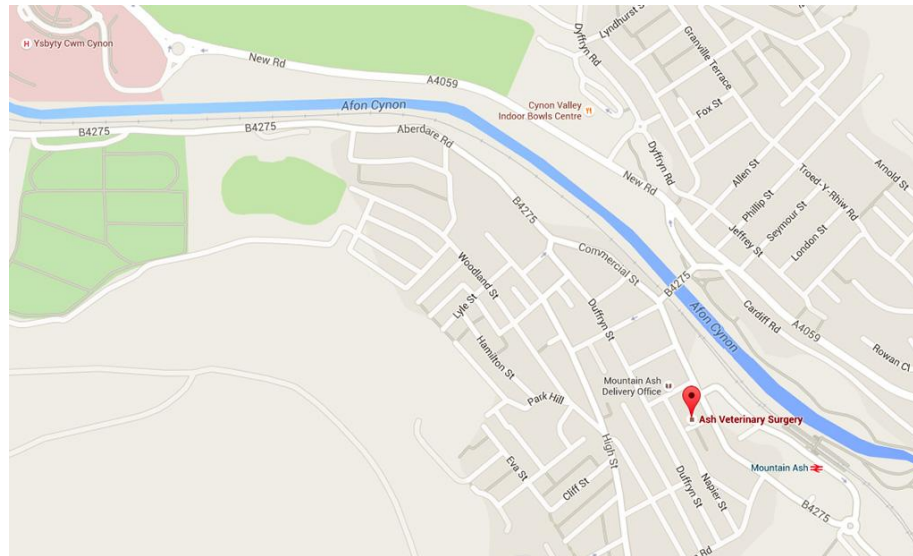 Ysbyty Cwm Cynon
New Rd
A4059
Dyffryn Rd
Lyndhurst St
Granville Terrace
Fox St
Afon Cynon
Cynon Valley
Indoor Bowls Centre
B4275
B4275
Aberdare Rd
B4275
New Rd
Dyffryn Rd
Allen St
Troed-Y-Rhiw Rd
Arnold St
Phillip St
Seymour St
Jeffrey St
London St
Commercial St
B4275
Woodland St
Lyle St
Duffryn St
Afon Cynon
Cardiff Rd
A4059
Rowan Ct
Hamilton St
Mountain Ash
Delivery Office
Park Hill
Ash Veterinary Surgery
High St
Eva St
Cliff St
Duffryn St
Napier St
Mountain Ash
B4275